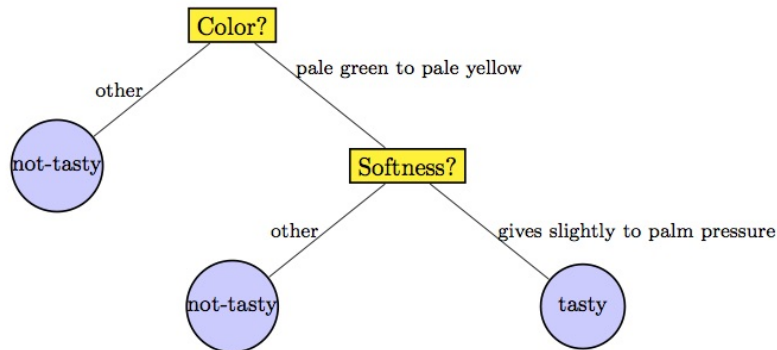 Color?
other
pale green to pale yellow
not-tasty
Softness?
other
gives slightly to palm pressure
not-tasty
tasty